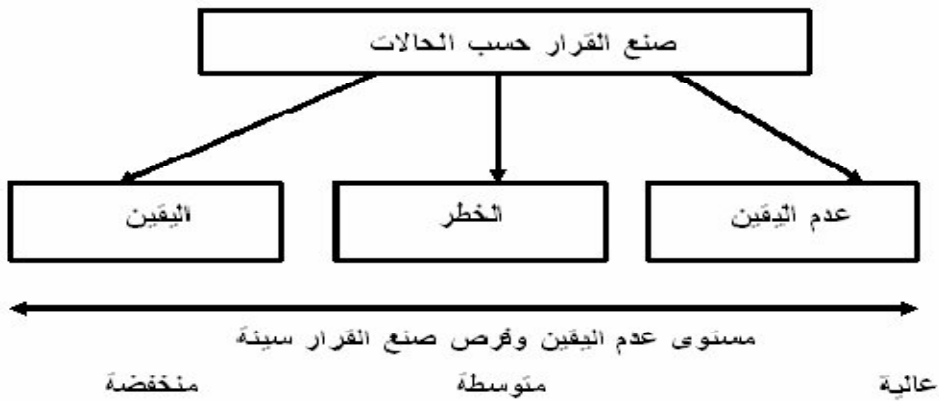 صنع القرار حسب الحالات
عدم اليقين
الخطر
اليقين
مستوى عدم اليقين وفرص صنع القرار سيئة
عالية
متوسطة
منخفضة